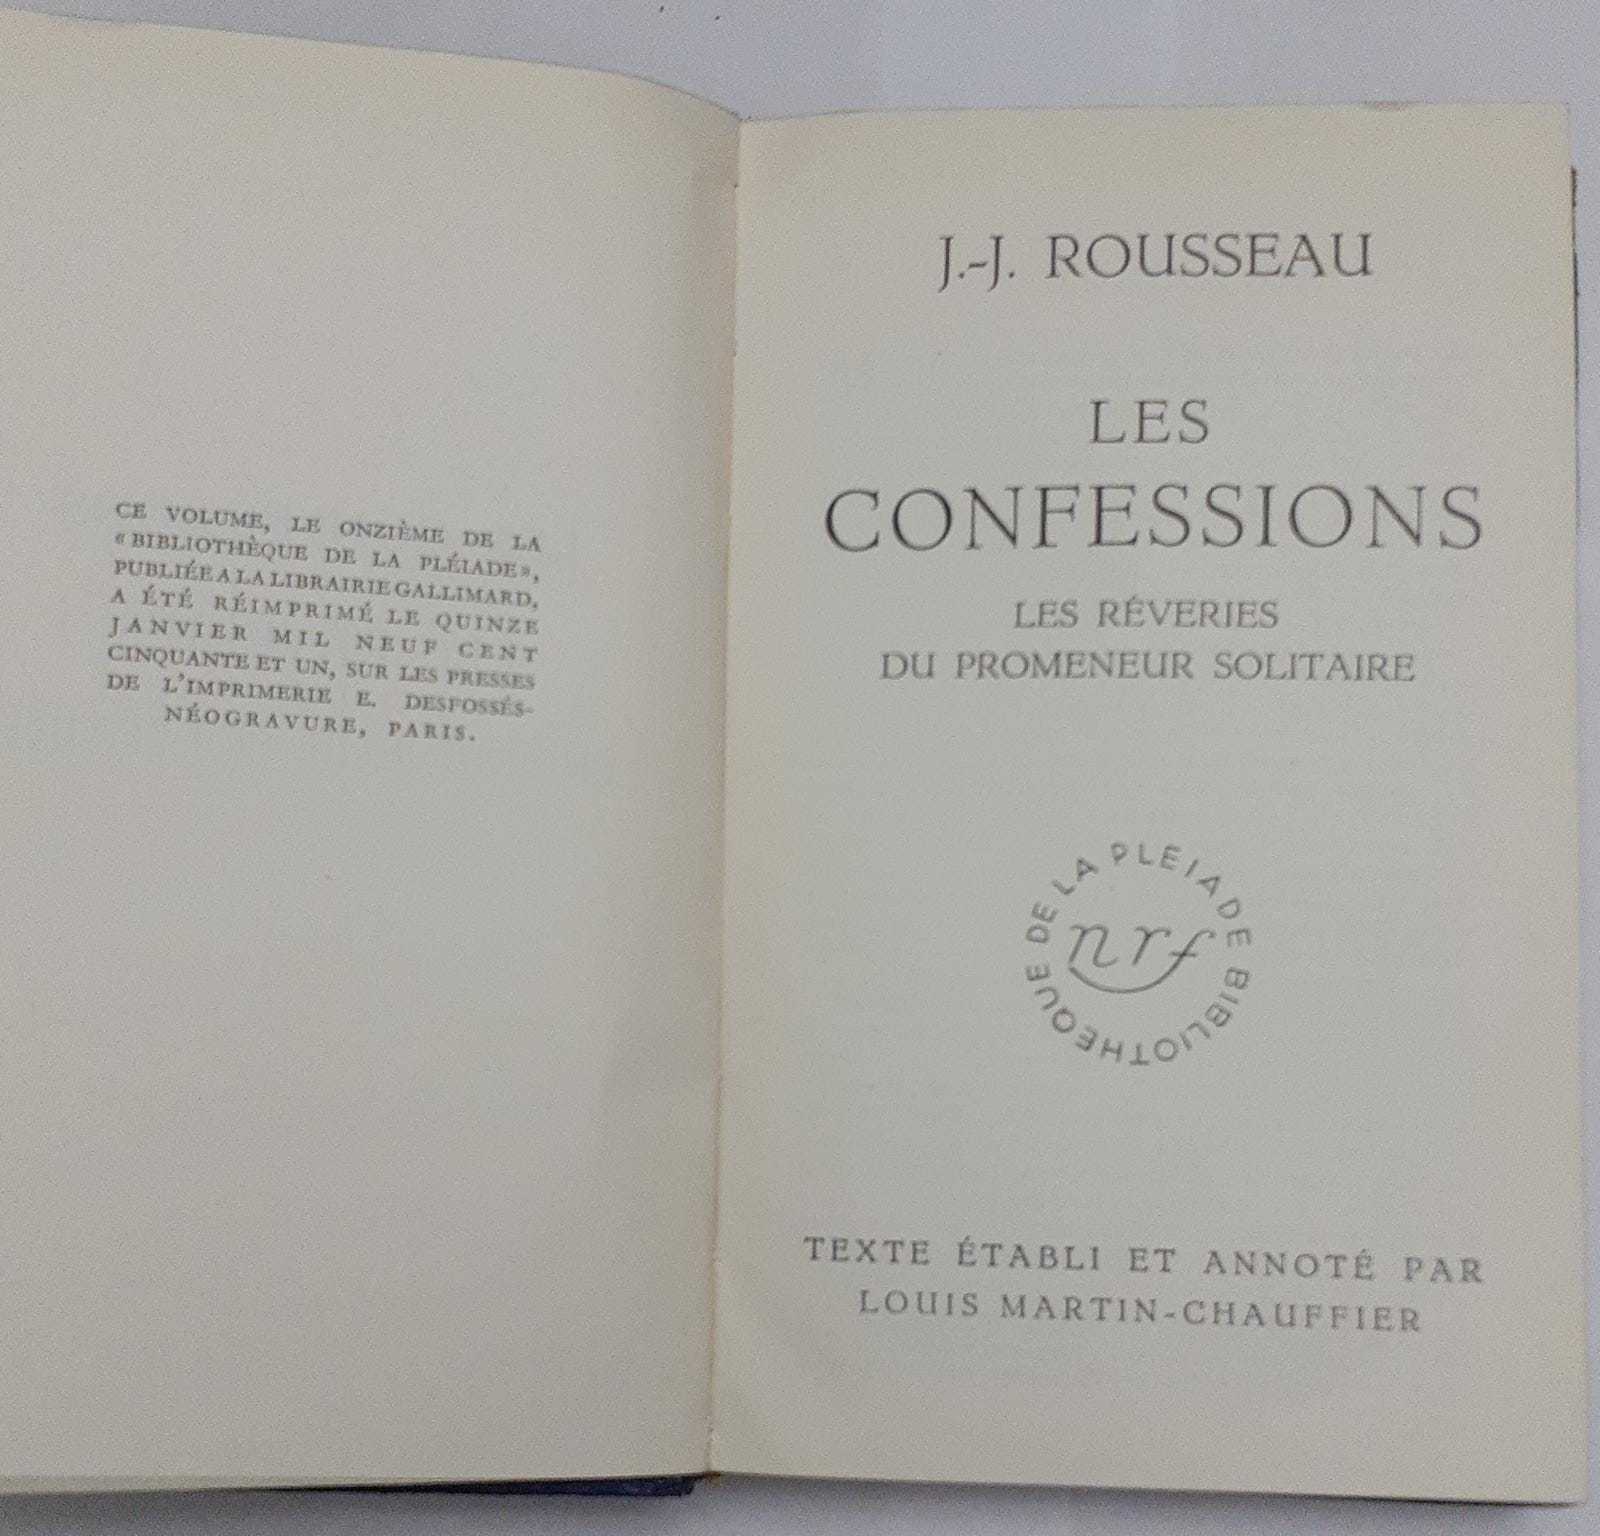 CE VOLUME, LE ONZIÈME DE LA
« BIBLIOTHÈQUE DE LA PLÉIADE »,
PUBLIÉE A LA LIBRAIRIE GALLIMARD,
A ÉTÉ RÉIMPRIMÉ LE QUINZE
JANVIER MIL NEUF CENT
CINQUANTE ET UN, SUR LES PRESSES
DE L'IMPRIMERIE E. DESFOSSÉS-
NÉOGRAVURE, PARIS.
J.-J. ROUSSEAU
LES
CONFESSIONS
LES RÉVERIES
DU PROMENEUR SOLITAIRE
BIBLIOTHEQUE DE LA PLEIADE
nrf
TEXTE ÉTABLI ET ANNOTÉ PAR
LOUIS MARTIN-CHAUFFIER